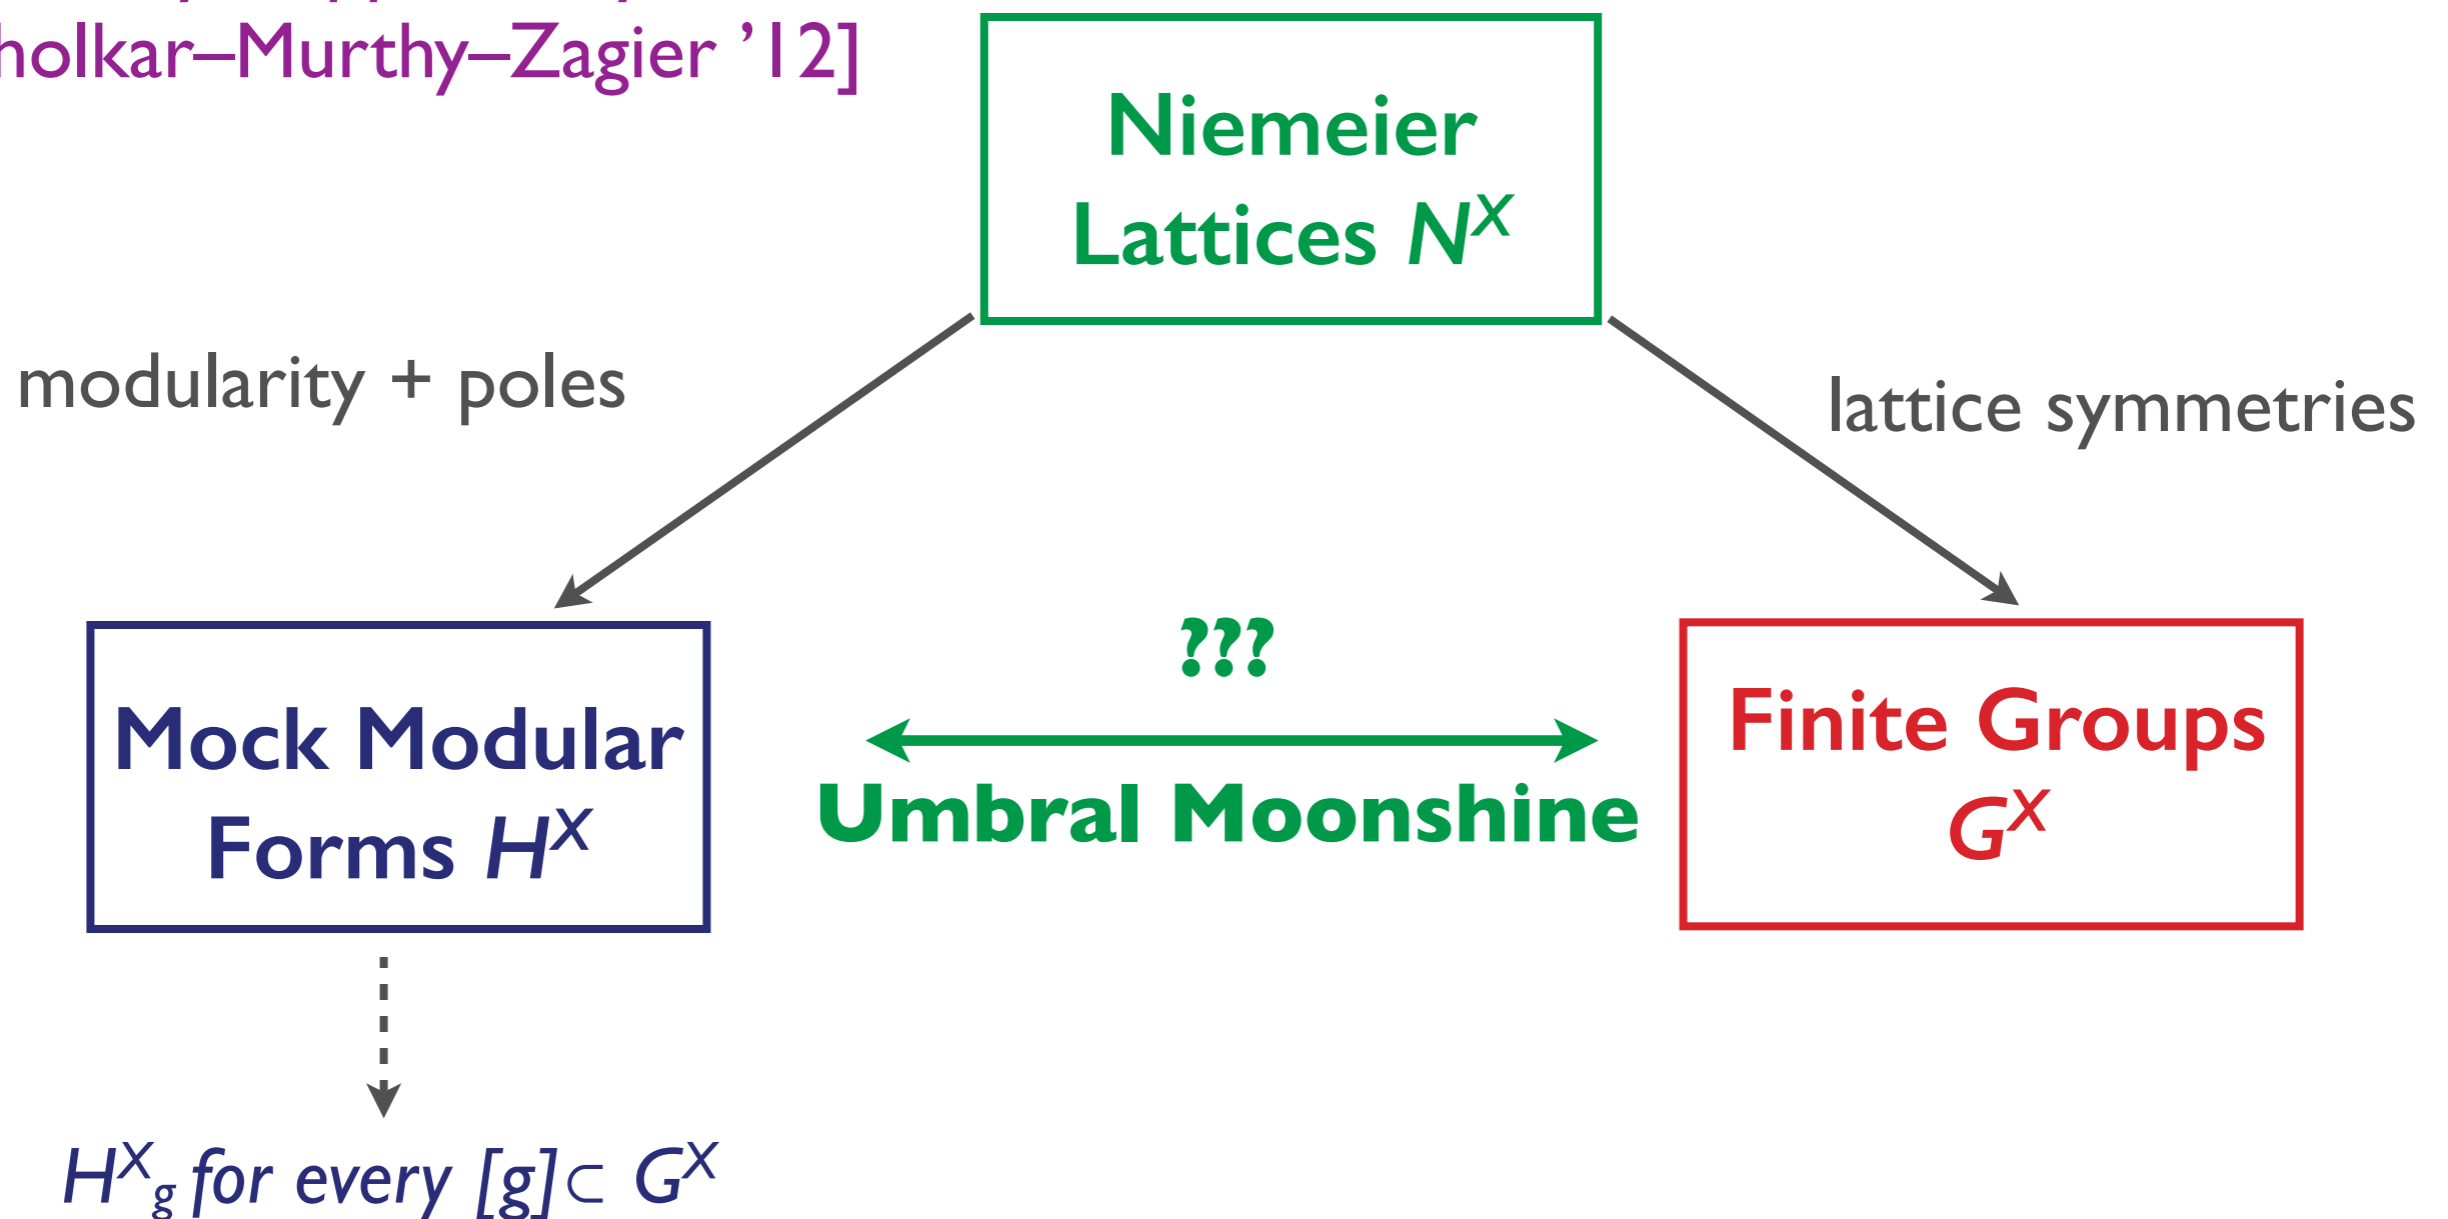 holkar–Murthy–Zagier ’12]
Niemeier
Lattices N^X
modularity + poles
lattice symmetries
???
Mock Modular
Forms H^X
Umbral Moonshine
Finite Groups
G^X
H^X_g for every [g]⊂ G^X